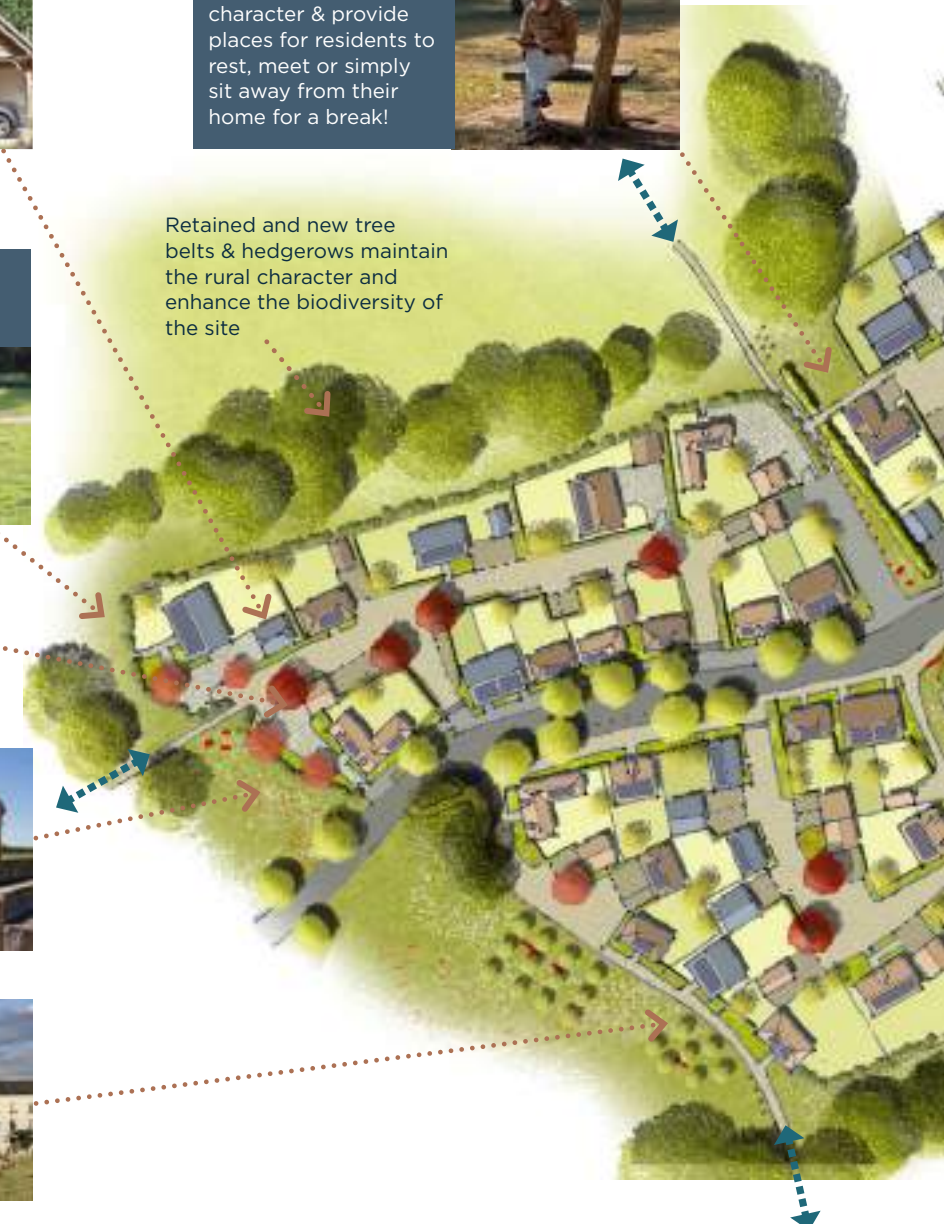 character & provide
places for residents to
rest, meet or simply
sit away from their
home for a break!
Retained and new tree
belts & hedgerows maintain
the rural character and
enhance the biodiversity of
the site